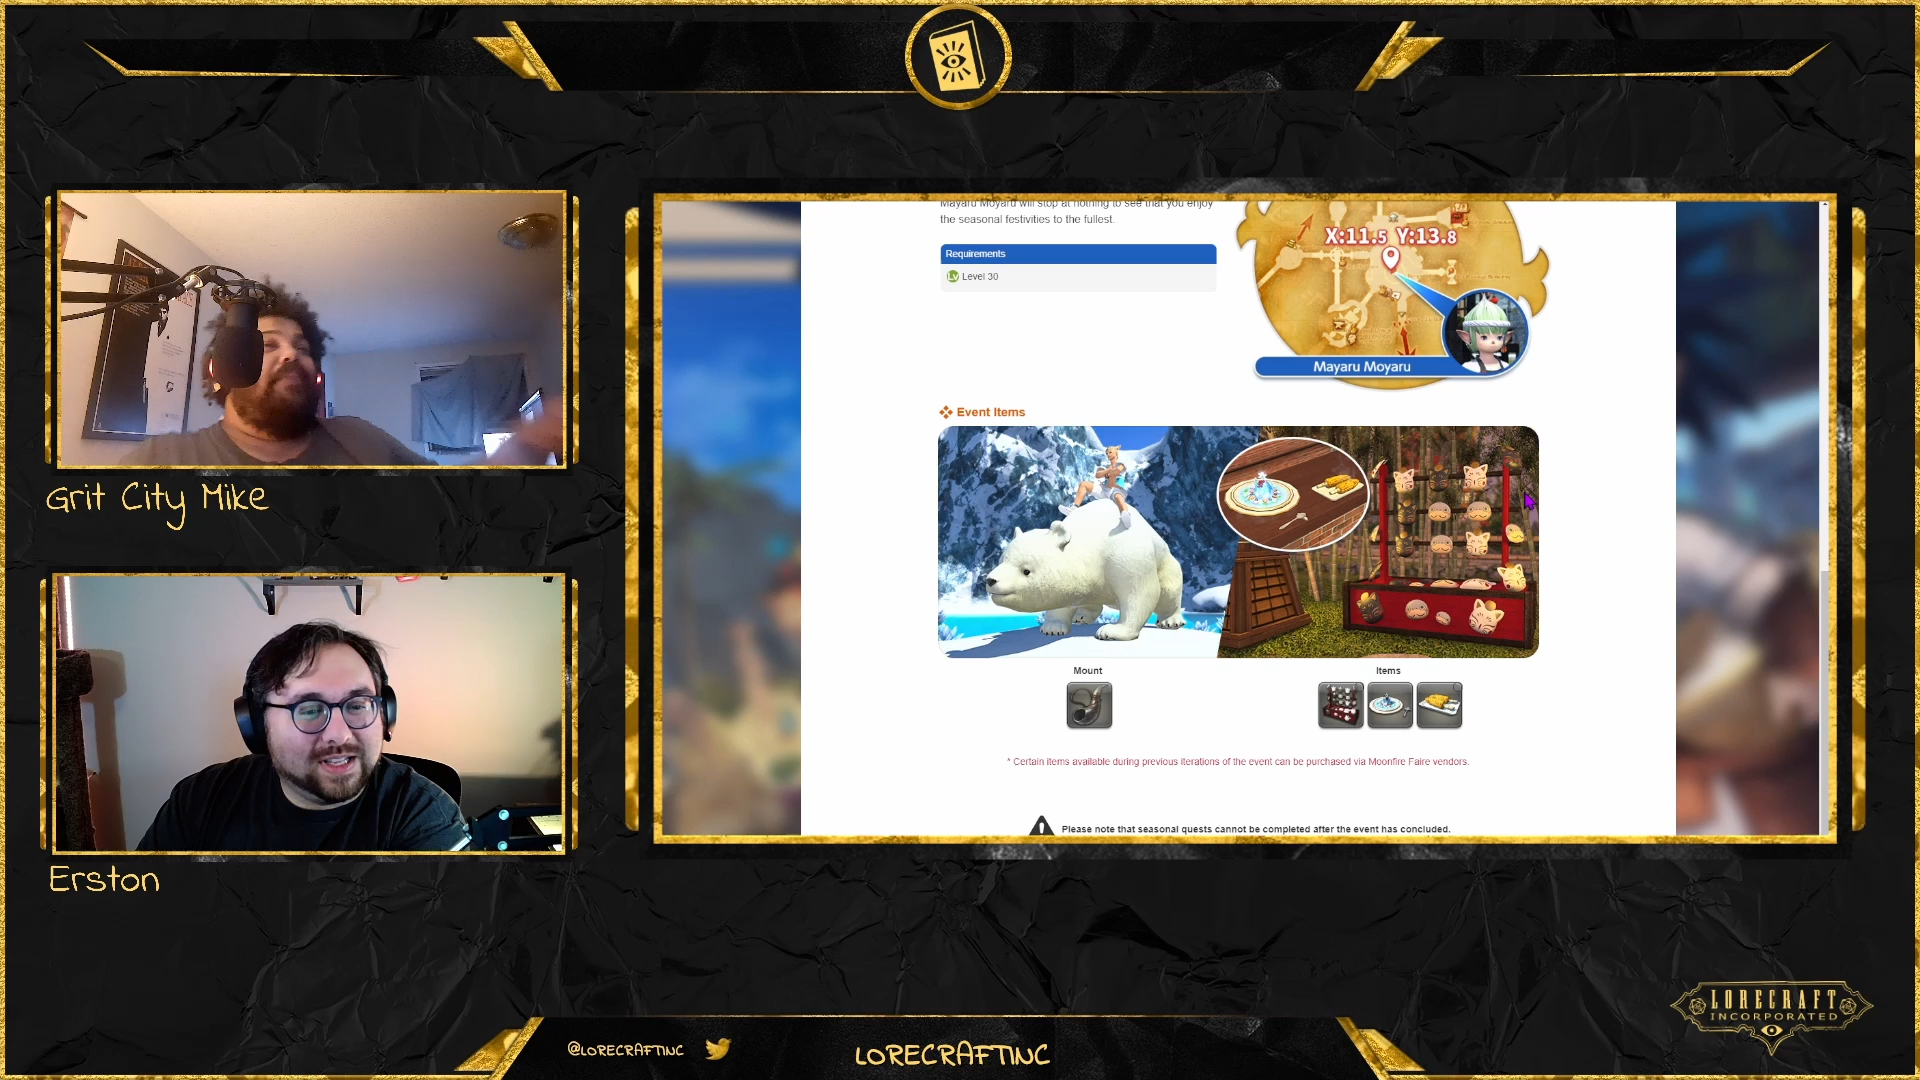 Grit City Mike
Erston
Mayaru Moyaru will stop at nothing to see that you enjoy
the seasonal festivities to the fullest.
Requirements
Lv Level 30
X:11.5 Y:13.8
Mayaru Moyaru
Event Items
Mount
Items
* Certain items available during previous iterations of the event can be purchased via Moonfire Faire vendors.
Please note that seasonal quests cannot be completed after the event has concluded.
@LORECRAFTINC
LORECRAFTINC
LORECRAFT
INCORPORATED